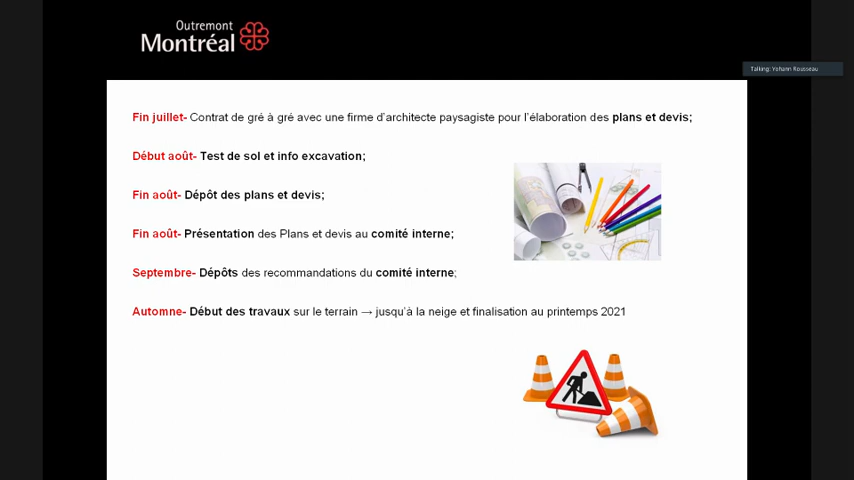 Outremont
Montréal
Talking: Yohann Rousseau
Fin juillet- Contrat de gré à gré avec une firme d'architecte paysagiste pour l'élaboration des plans et devis;
Début août- Test de sol et info excavation;
Fin août- Dépôt des plans et devis;
Fin août- Présentation des Plans et devis au comité interne;
Septembre- Dépôts des recommandations du comité interne;
Automne- Début des travaux sur le terrain → jusqu'à la neige et finalisation au printemps 2021